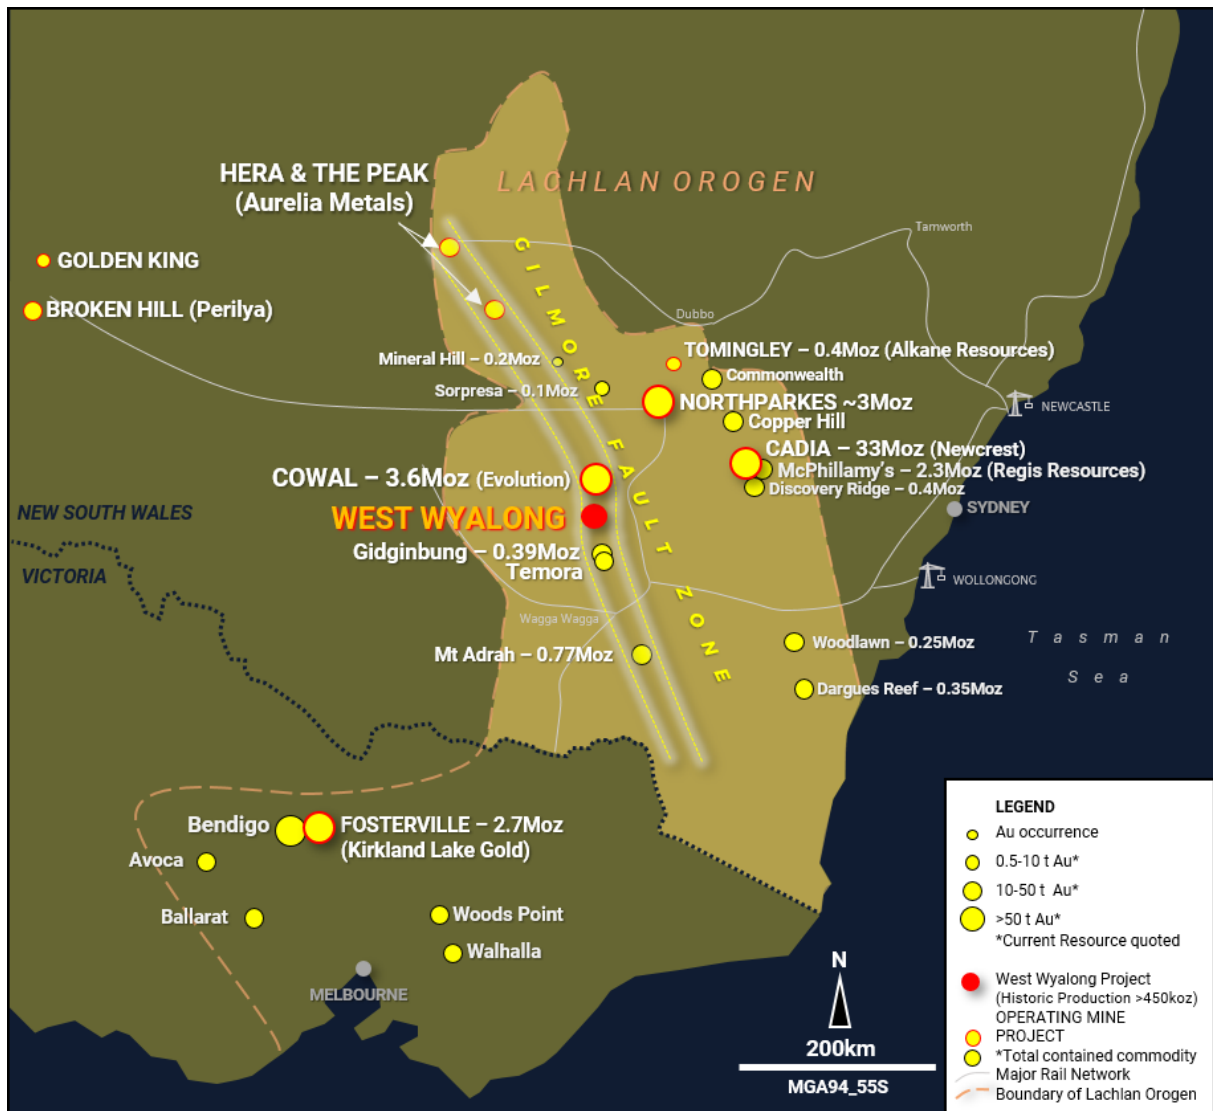 LACHLAN OROGEN
HERA & THE PEAK
(Aurelia Metals)
GILMORE FAULT ZONE
Tamworth
GOLDEN KING
BROKEN HILL (Perilya)
Dubbo
Mineral Hill – 0.2Moz
TOMINGLEY – 0.4Moz (Alkane Resources)
Commonwealth
Sorpresa – 0.1Moz
NORTHPARKES ~3Moz
NEWCASTLE
Copper Hill
CADIA – 33Moz (Newcrest)
McPhillamy's – 2.3Moz (Regis Resources)
COWAL – 3.6Moz (Evolution)
Discovery Ridge – 0.4Moz
SYDNEY
NEW SOUTH WALES
WEST WYALONG
Gidginbung – 0.39Moz
Temora
VICTORIA
WOLLONGONG
Wagga Wagga
Tasman
Sea
Woodlawn – 0.25Moz
Mt Adrah – 0.77Moz
Dargues Reef – 0.35Moz
Bendigo
FOSTERVILLE – 2.7Moz
(Kirkland Lake Gold)
Avoca
Ballarat
Woods Point
Walhalla
MELBOURNE
N
200km
MGA94_55S
LEGEND
Au occurrence
0.5-10 t Au*
10-50 t Au*
>50 t Au*
*Current Resource quoted
West Wyalong Project
(Historic Production >450koz)
OPERATING MINE
PROJECT
*Total contained commodity
Major Rail Network
Boundary of Lachlan Orogen